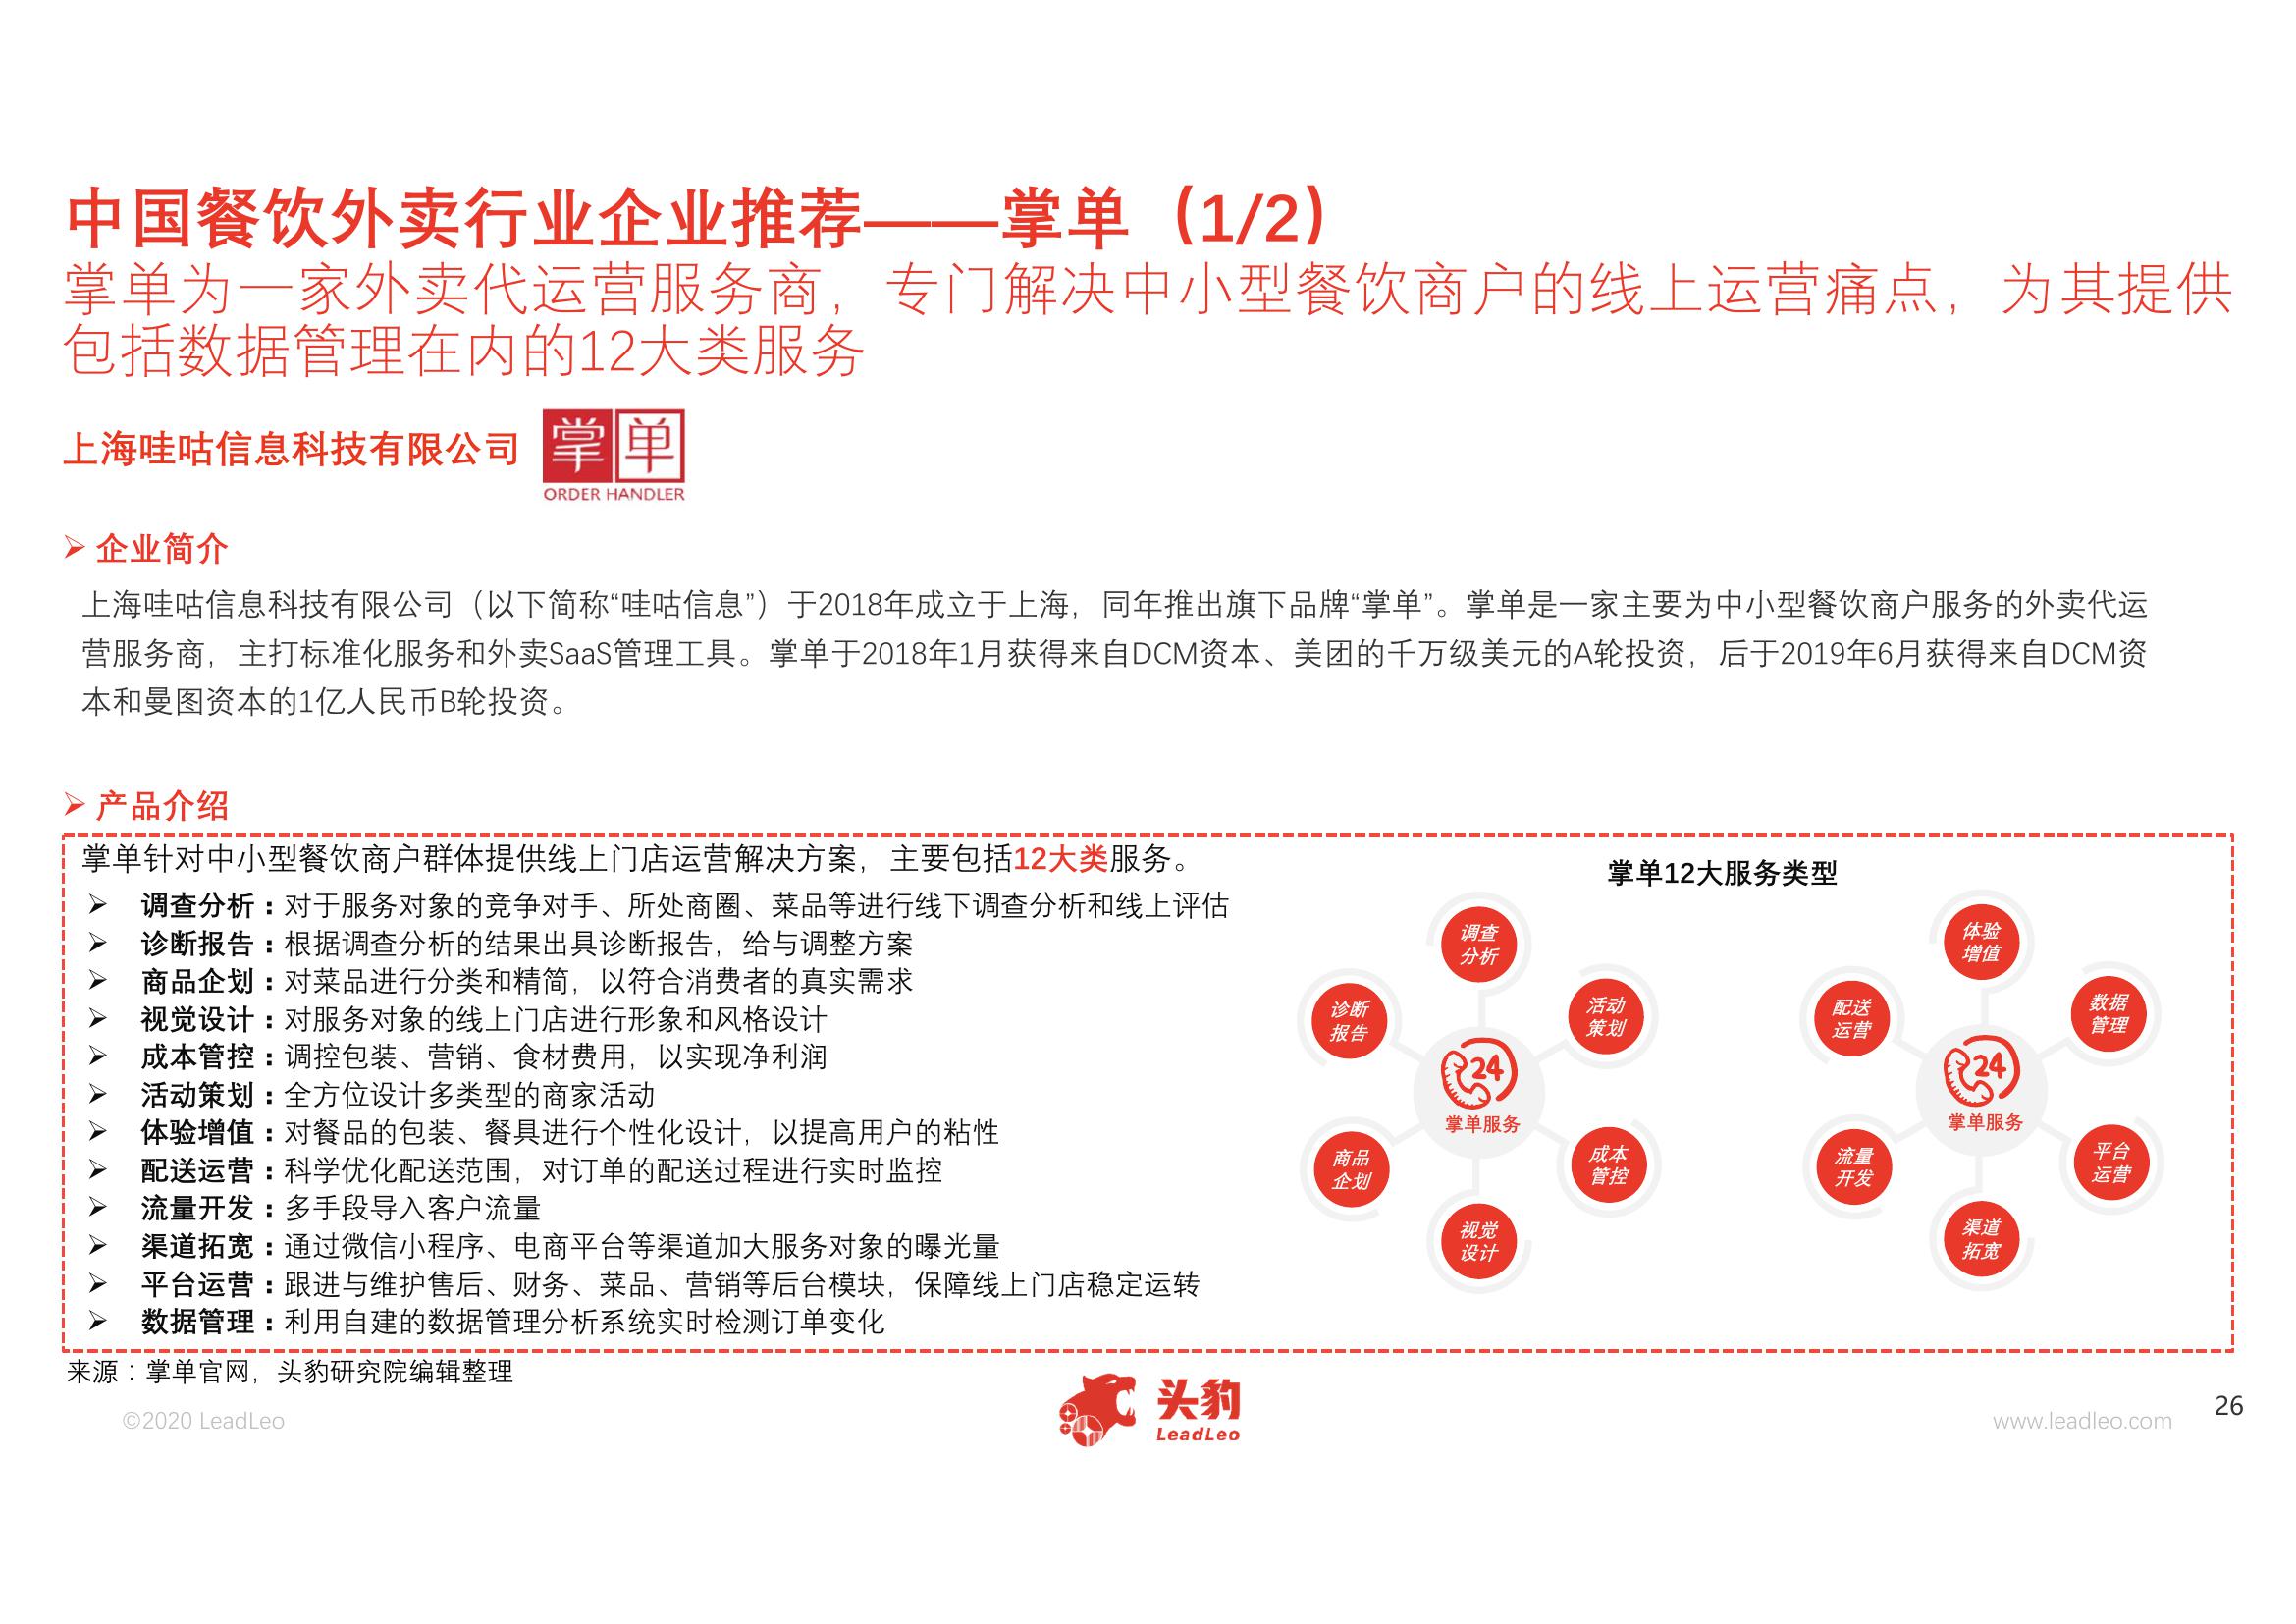 中国餐饮外卖行业企业推荐——掌单（1/2）
掌单为一家外卖代运营服务商，专门解决中小型餐饮商户的线上运营痛点，为其提供
包括数据管理在内的12大类服务
上海哇咕信息科技有限公司
掌单
ORDER HANDLER
➢ 企业简介
上海哇咕信息科技有限公司（以下简称“哇咕信息”）于2018年成立于上海，同年推出旗下品牌“掌单”。掌单是一家主要为中小型餐饮商户服务的外卖代运
营服务商，主打标准化服务和外卖SaaS管理工具。掌单于2018年1月获得来自DCM资本、美团的千万级美元的A轮投资，后于2019年6月获得来自DCM资
本和曼图资本的1亿人民币B轮投资。
➢ 产品介绍
掌单针对中小型餐饮商户群体提供线上门店运营解决方案，主要包括12大类服务。
➢ 调查分析：对于服务对象的竞争对手、所处商圈、菜品等进行线下调查分析和线上评估
➢ 诊断报告：根据调查分析的结果出具诊断报告，给与调整方案
➢ 商品企划：对菜品进行分类和精简，以符合消费者的真实需求
➢ 视觉设计：对服务对象的线上门店进行形象和风格设计
➢ 成本管控：调控包装、营销、食材费用，以实现净利润
➢ 活动策划：全方位设计多类型的商家活动
➢ 体验增值：对餐品的包装、餐具进行个性化设计，以提高用户的粘性
➢ 配送运营：科学优化配送范围，对订单的配送过程进行实时监控
➢ 流量开发：多手段导入客户流量
➢ 渠道拓宽：通过微信小程序、电商平台等渠道加大服务对象的曝光量
➢ 平台运营：跟进与维护售后、财务、菜品、营销等后台模块，保障线上门店稳定运转
➢ 数据管理：利用自建的数据管理分析系统实时检测订单变化
掌单12大服务类型
调查
分析
诊断
报告
活动
策划
24
掌单服务
商品
企划
成本
管控
视觉
设计
体验
增值
配送
运营
数据
管理
24
掌单服务
流量
开发
平台
运营
渠道
拓宽
来源：掌单官网，头豹研究院编辑整理
©2020 LeadLeo
头豹
LeadLeo
www.leadleo.com
26